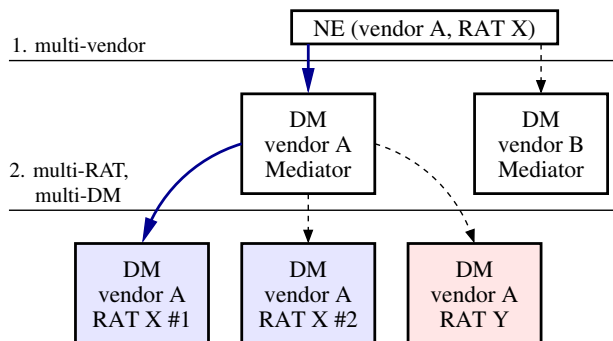 NE (vendor A, RAT X)
1. multi-vendor
DM
vendor A
Mediator
DM
vendor B
Mediator
2. multi-RAT,
multi-DM
DM
vendor A
RAT X #1
DM
vendor A
RAT X #2
DM
vendor A
RAT Y